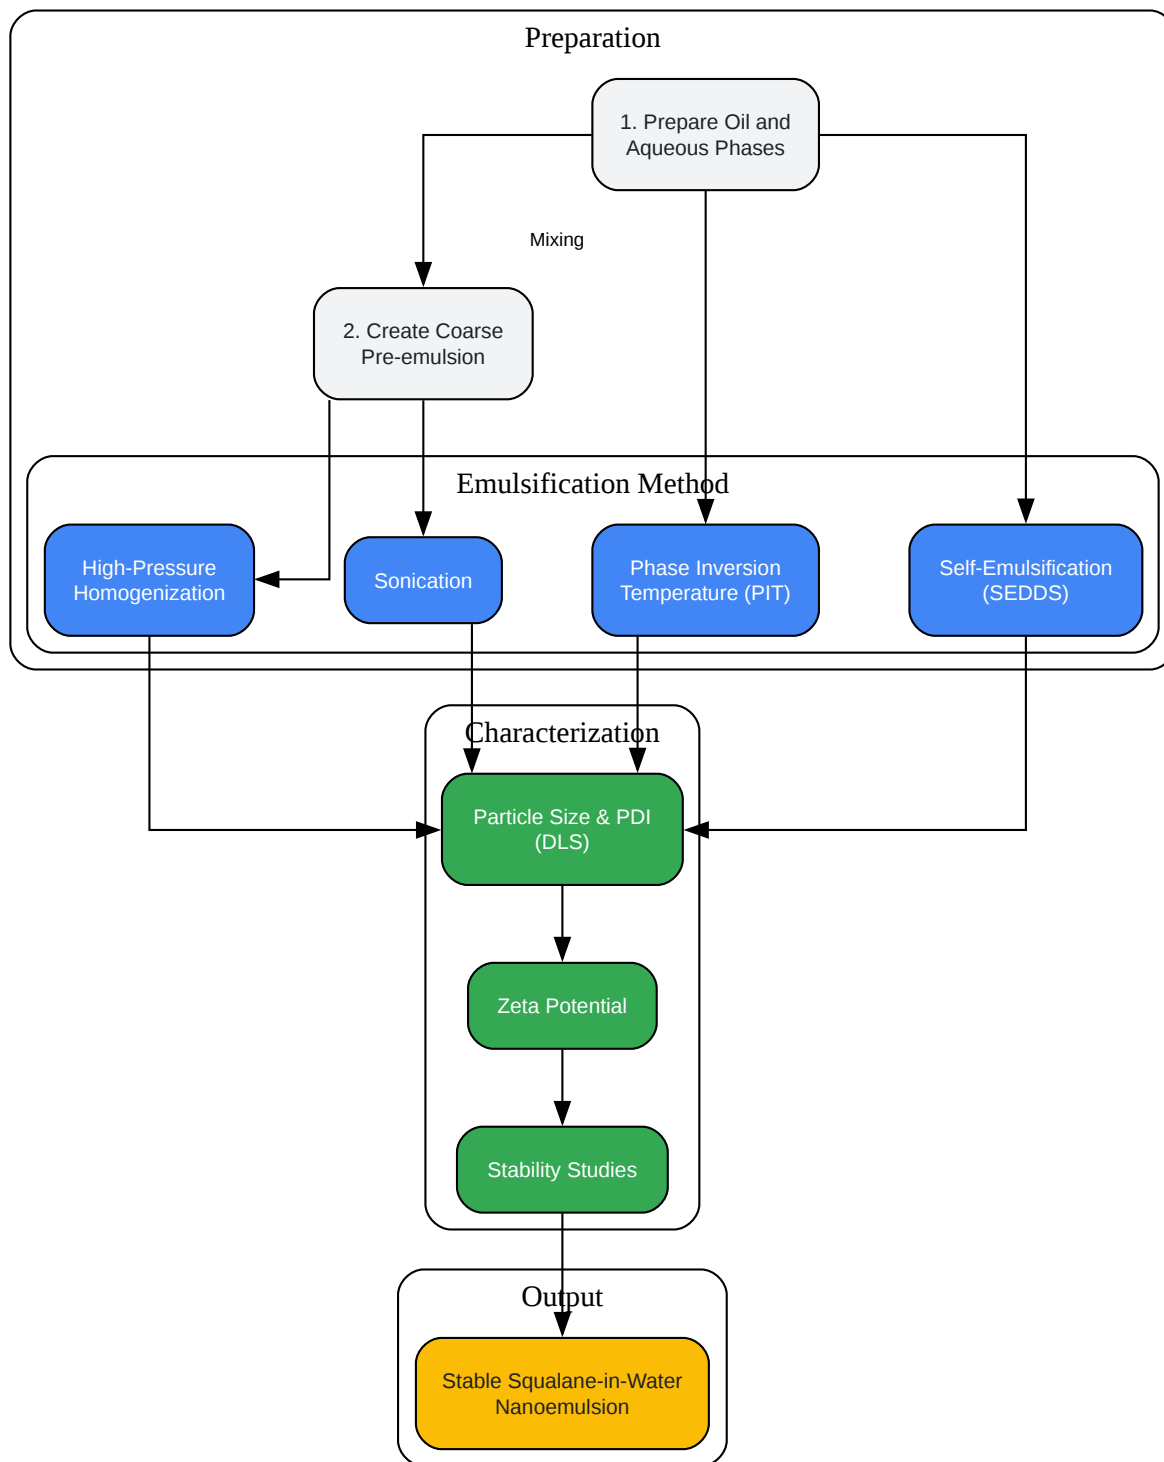 Preparation
1. Prepare Oil and
Aqueous Phases
Mixing
2. Create Coarse
Pre-emulsion
Emulsification Method
High-Pressure
Homogenization
Sonication
Phase Inversion
Temperature (PIT)
Self-Emulsification
(SEDDS)
Characterization
Particle Size & PDI
(DLS)
Zeta Potential
Stability Studies
Output
Stable Squalane-in-Water
Nanoemulsion